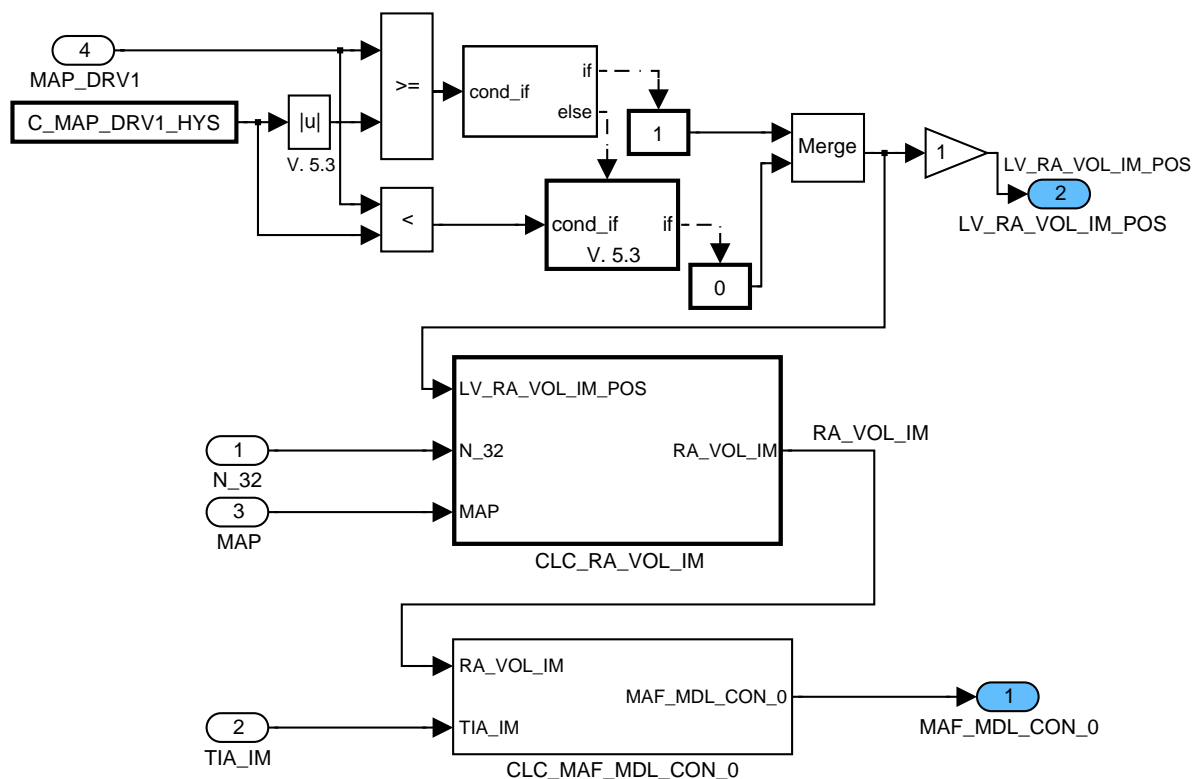 4
MAP_DRV1
C_MAP_DRV1_HYS
|u|
V. 5.3
>=
cond_if
if
else
1
Merge
1
LV_RA_VOL_IM_POS
2
LV_RA_VOL_IM_POS
<
cond_if
if
V. 5.3
0
LV_RA_VOL_IM_POS
1
N_32
N_32
RA_VOL_IM
RA_VOL_IM
3
MAP
MAP
CLC_RA_VOL_IM
RA_VOL_IM
MAF_MDL_CON_0
1
MAF_MDL_CON_0
2
TIA_IM
TIA_IM
CLC_MAF_MDL_CON_0